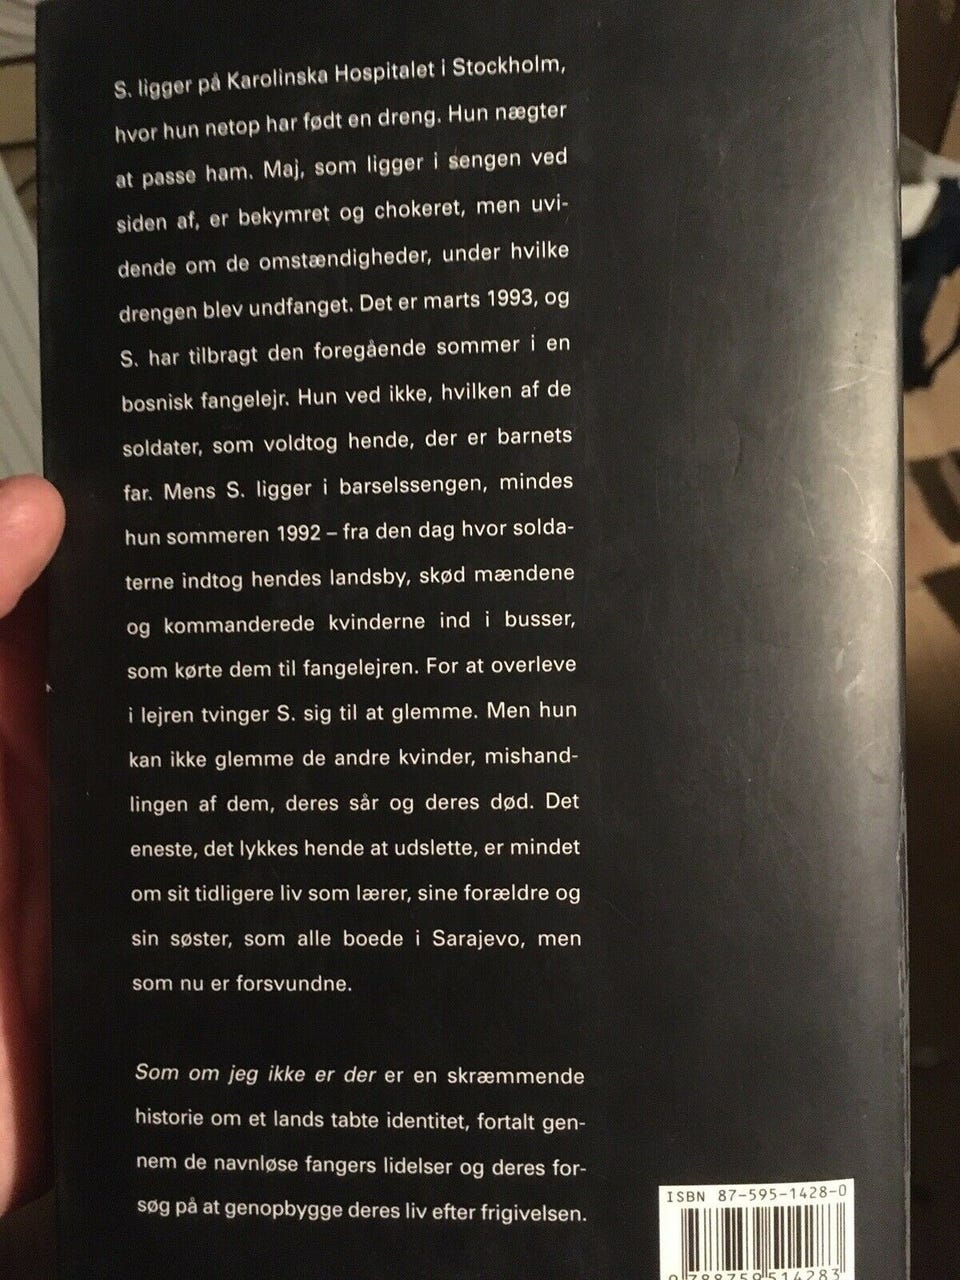 S. ligger på Karolinska Hospitalet i Stockholm,
hvor hun netop har født en dreng. Hun nægter
at passe ham. Maj, som ligger i sengen ved
siden af, er bekymret og chokeret, men uvi-
dende om de omstændigheder, under hvilke
drengen blev undfanget. Det er marts 1993, og
S. har tilbragt den foregående sommer i en
bosnisk fangelejr. Hun ved ikke, hvilken af de
soldater, som voldtog hende, der er barnets
far. Mens S. ligger i barselssengen, mindes
hun sommeren 1992 – fra den dag hvor solda-
terne indtog hendes landsby, skød mændene
og kommanderede kvinderne ind i busser,
som kørte dem til fangelejren. For at overleve
i lejren tvinger S. sig til at glemme. Men hun
kan ikke glemme de andre kvinder, mishand-
lingen af dem, deres sår og deres død. Det
eneste, det lykkes hende at udslette, er mindet
om sit tidligere liv som lærer, sine forældre og
sin søster, som alle boede i Sarajevo, men
som nu er forsvundne.
Som om jeg ikke er der er en skræmmende
historie om et lands tabte identitet, fortalt gen-
nem de navnløse fangers lidelser og deres for-
søg på at genopbygge deres liv efter frigivelsen.
ISBN 87-595-1428-0
9 788759 514283